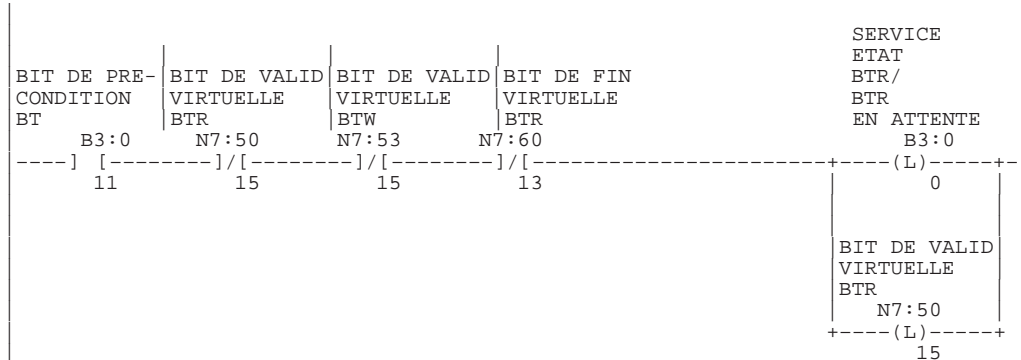 SERVICE
ETAT
BIT DE PRE- BIT DE VALID BIT DE VALID BIT DE FIN BTR/
CONDITION VIRTUELLE VIRTUELLE VIRTUELLE BTR
BT BTR BTW BTR EN ATTENTE
B3:0 N7:50 N7:53 N7:60 B3:0
----] [--------]/[--------]/[--------]/[------------------------+----(L)-----+-
11 15 15 13 0
BIT DE VALID
VIRTUELLE
BTR
N7:50
+----(L)-----+
15